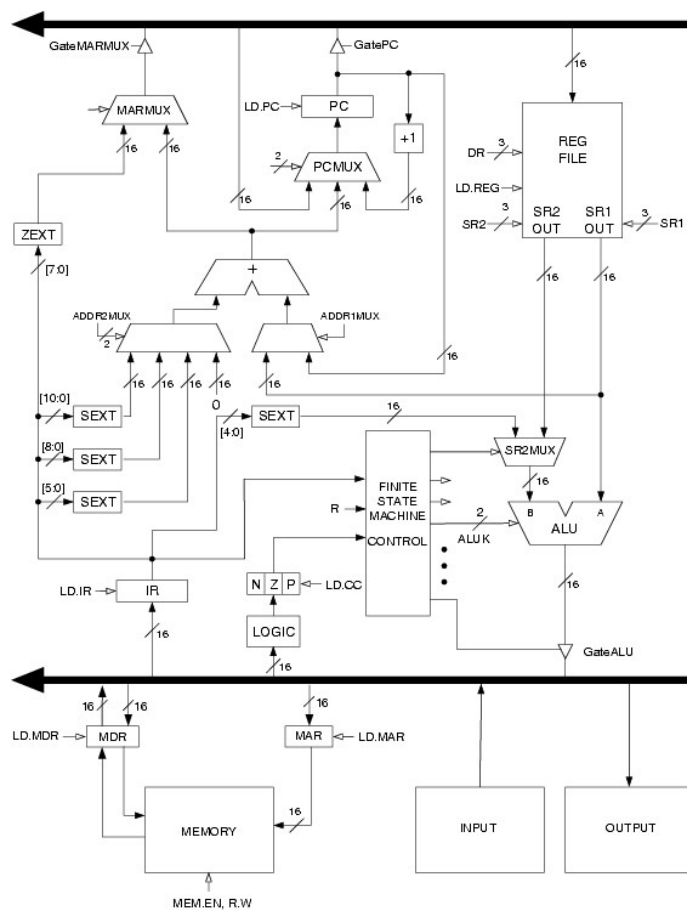 GateMARMUX
GatePC
16
MARMUX
LD.PC
PC
+1
16
16
2
PCMUX
16
16
16
REG
FILE
DR
3
LD.REG
SR2
3
SR2
OUT
SR1
OUT
3
SR1
ZEXT
[7:0]
+
16
16
ADDR2MUX
2
ADDR1MUX
16
16
16
16
16
16
0
[10:0]
SEXT
[4:0]
SEXT
16
[8:0]
SEXT
SR2MUX
[5:0]
SEXT
16
FINITE
STATE
MACHINE
CONTROL
R
B
A
ALU
2
ALUK
N Z P
LD.CC
LD.IR
IR
16
LOGIC
16
16
GateALU
16
16
16
LD.MDR
MDR
MAR
LD.MAR
16
MEMORY
INPUT
OUTPUT
MEM.EN, R.W